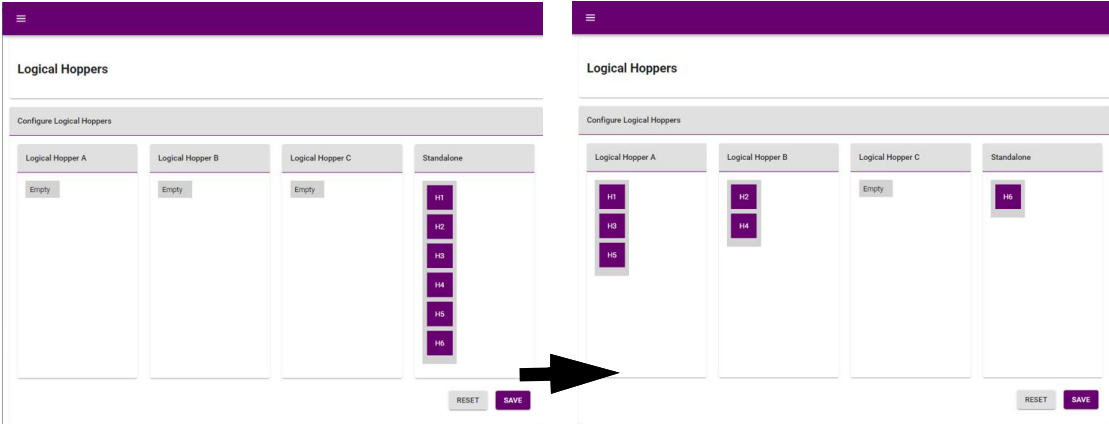 Logical Hoppers
Configure Logical Hoppers
Logical Hopper A
Logical Hopper B
Logical Hopper C
Standalone
Empty
Empty
Empty
H1
H2
H3
H4
H5
H6
RESET
SAVE
Logical Hoppers
Configure Logical Hoppers
Logical Hopper A
Logical Hopper B
Logical Hopper C
Standalone
H1
H3
H5
H2
H4
Empty
H6
RESET
SAVE